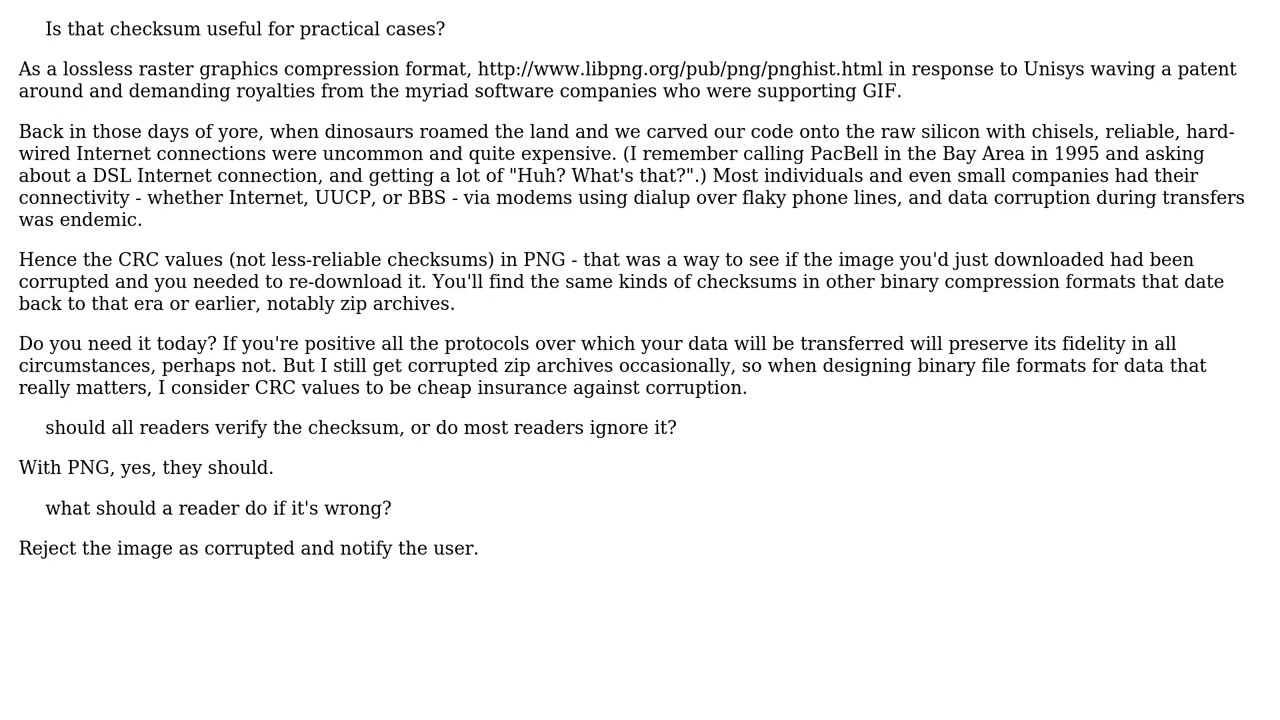 Is that checksum useful for practical cases?
As a lossless raster graphics compression format, http://www.libpng.org/pub/png/pnghist.html in response to Unisys waving a patent
around and demanding royalties from the myriad software companies who were supporting GIF.
Back in those days of yore, when dinosaurs roamed the land and we carved our code onto the raw silicon with chisels, reliable, hard-
wired Internet connections were uncommon and quite expensive. (I remember calling PacBell in the Bay Area in 1995 and asking
about a DSL Internet connection, and getting a lot of "Huh? What's that?".) Most individuals and even small companies had their
connectivity - whether Internet, UUCP, or BBS - via modems using dialup over flaky phone lines, and data corruption during transfers
was endemic.
Hence the CRC values (not less-reliable checksums) in PNG - that was a way to see if the image you'd just downloaded had been
corrupted and you needed to re-download it. You'll find the same kinds of checksums in other binary compression formats that date
back to that era or earlier, notably zip archives.
Do you need it today? If you're positive all the protocols over which your data will be transferred will preserve its fidelity in all
circumstances, perhaps not. But I still get corrupted zip archives occasionally, so when designing binary file formats for data that
really matters, I consider CRC values to be cheap insurance against corruption.
should all readers verify the checksum, or do most readers ignore it?
With PNG, yes, they should.
what should a reader do if it's wrong?
Reject the image as corrupted and notify the user.